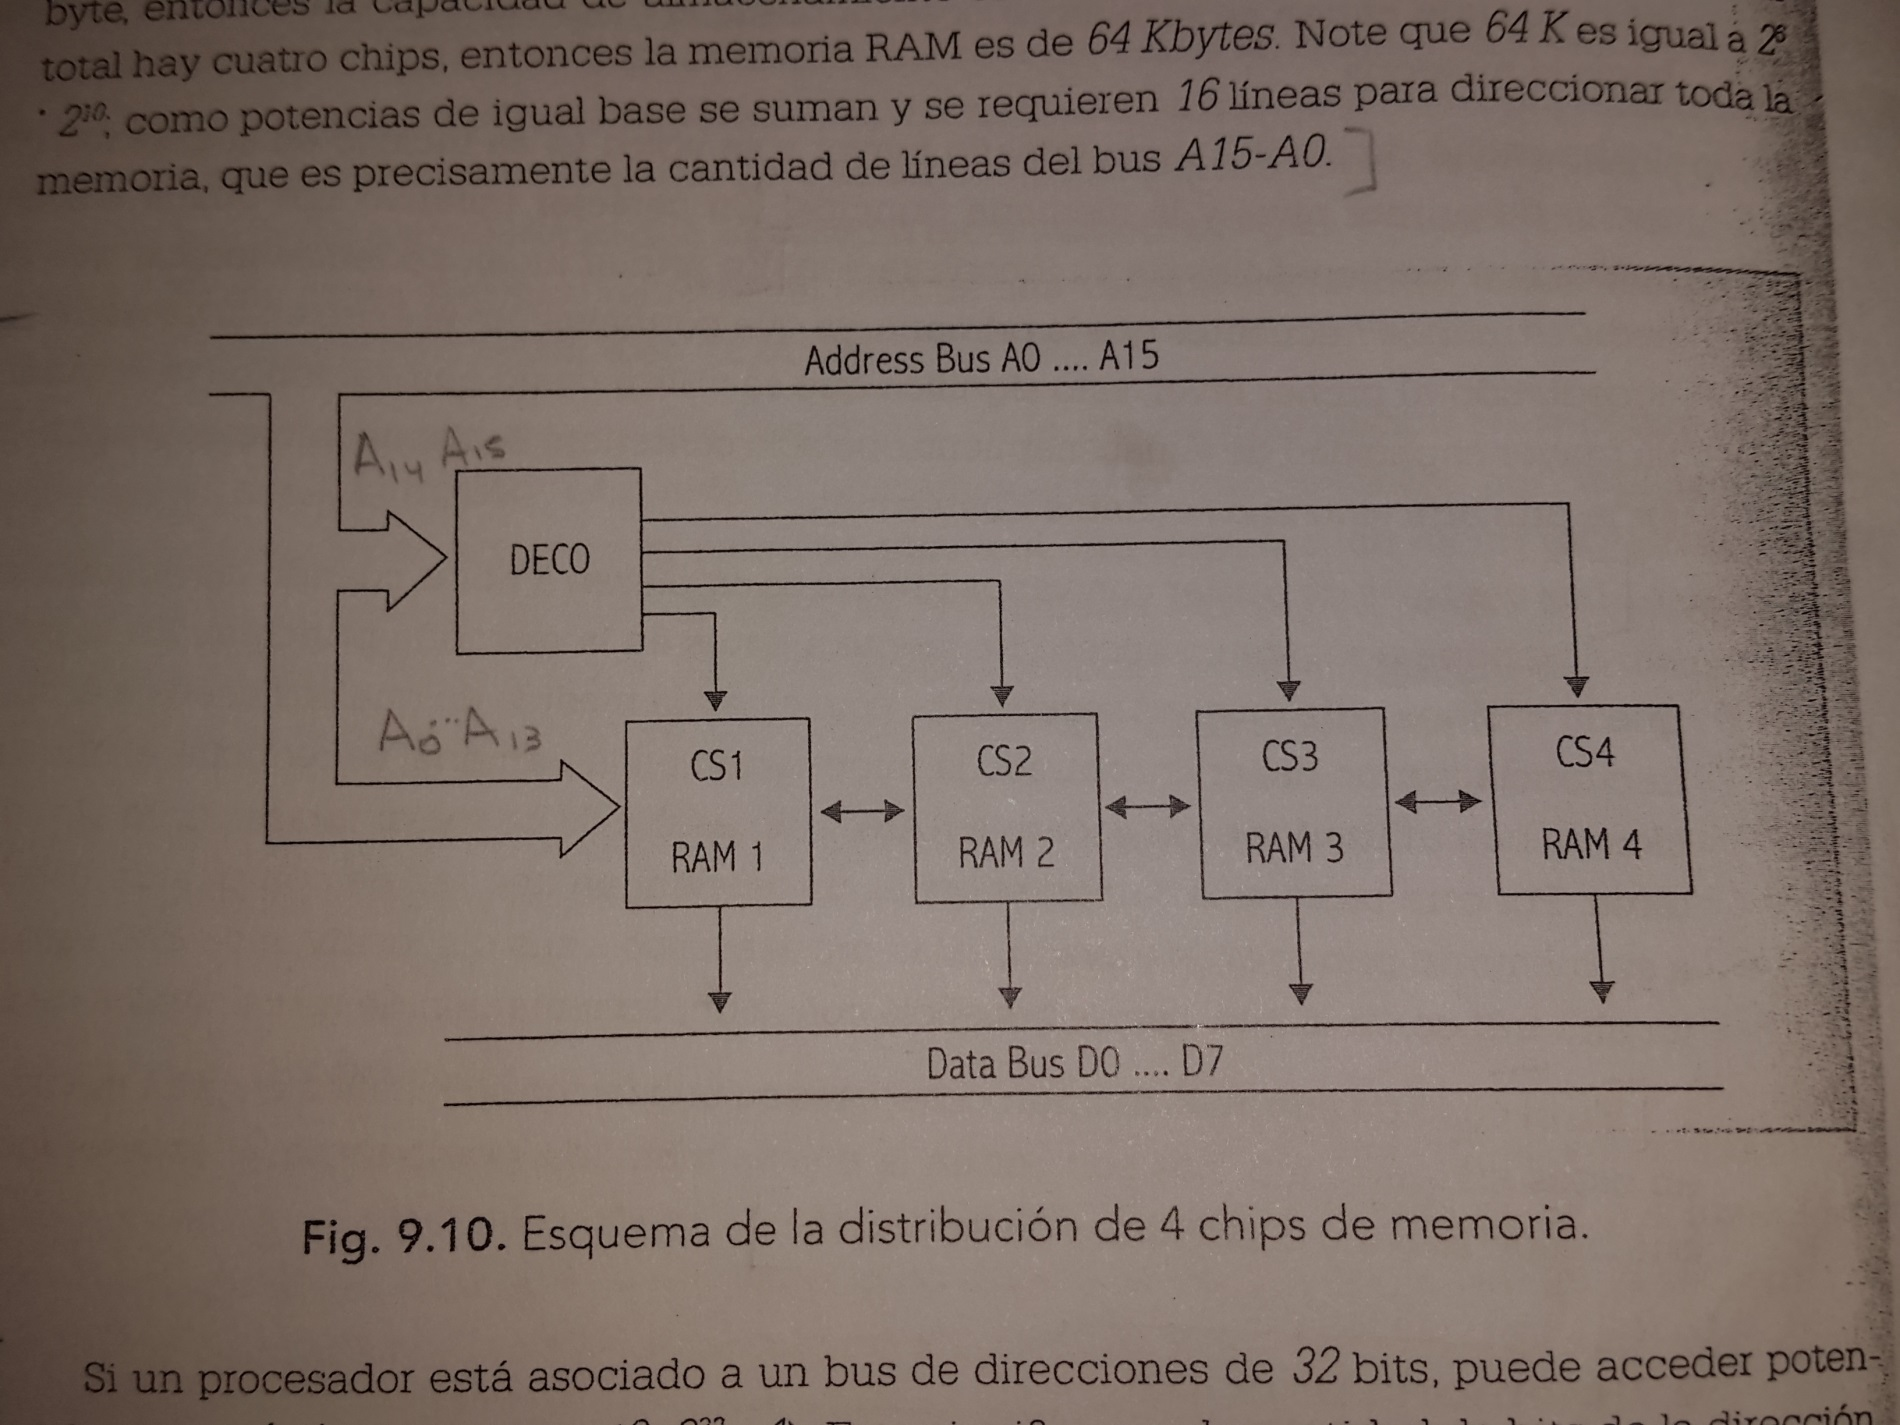 byte, entonces la capacidad de
total hay cuatro chips, entonces la memoria RAM es de 64 Kbytes. Note que 64 K es igual a 2⁶
· 2¹⁰; como potencias de igual base se suman y se requieren 16 líneas para direccionar toda la
memoria, que es precisamente la cantidad de líneas del bus A15-A0. ]
Address Bus A0 .... A15
A14 A15
DECO
A0 ... A13
CS1 CS2 CS3 CS4
RAM 1 RAM 2 RAM 3 RAM 4
Data Bus D0 .... D7
Fig. 9.10. Esquema de la distribución de 4 chips de memoria.
Si un procesador está asociado a un bus de direcciones de 32 bits, puede acceder poten-